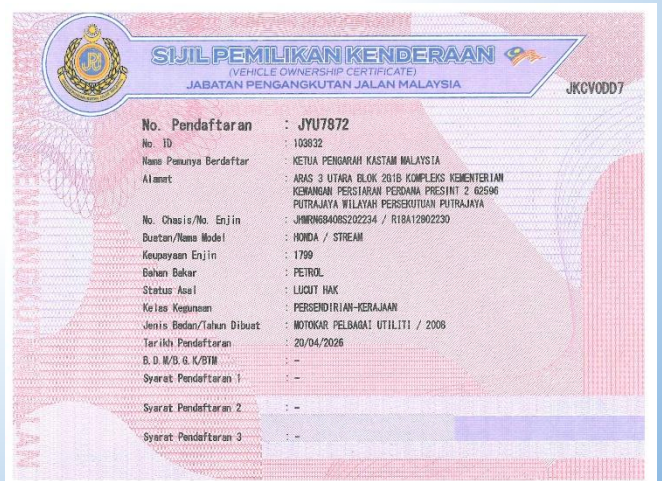 SIJIL PEMILIKAN KENDERAAN
(VEHICLE OWNERSHIP CERTIFICATE)
JABATAN PENGANGKUTAN JALAN MALAYSIA
JKCV0DD7
No. Pendaftaran : JYU7872
No. ID : 103832
Nama Pemunya Berdaftar : KETUA PENGARAH KASTAM MALAYSIA
Alamat : ARAS 3 UTARA BLOK 2G1B KOMPLEKS KEMENTERIAN
KEWANGAN PERSIARAN PERDANA PRESINT 2 62596
PUTRAJAYA WILAYAH PERSEKUTUAN PUTRAJAYA
No. Chasis/No. Enjin : JHMRN68408S202234 / R18A12802230
Buatan/Nama Model : HONDA / STREAM
Keupayaan Enjin : 1799
Bahan Bakar : PETROL
Status Asal : LUCUT HAK
Kelas Kegunaan : PERSENDIRIAN-KERAJAAN
Jenis Badan/Tahun Dibuat : MOTOKAR PELBAGAI UTILITI / 2008
Tarikh Pendaftaran : 20/04/2026
B.D.M/B.G.K/BTM : -
Syarat Pendaftaran 1 : -
Syarat Pendaftaran 2 : -
Syarat Pendaftaran 3 : -